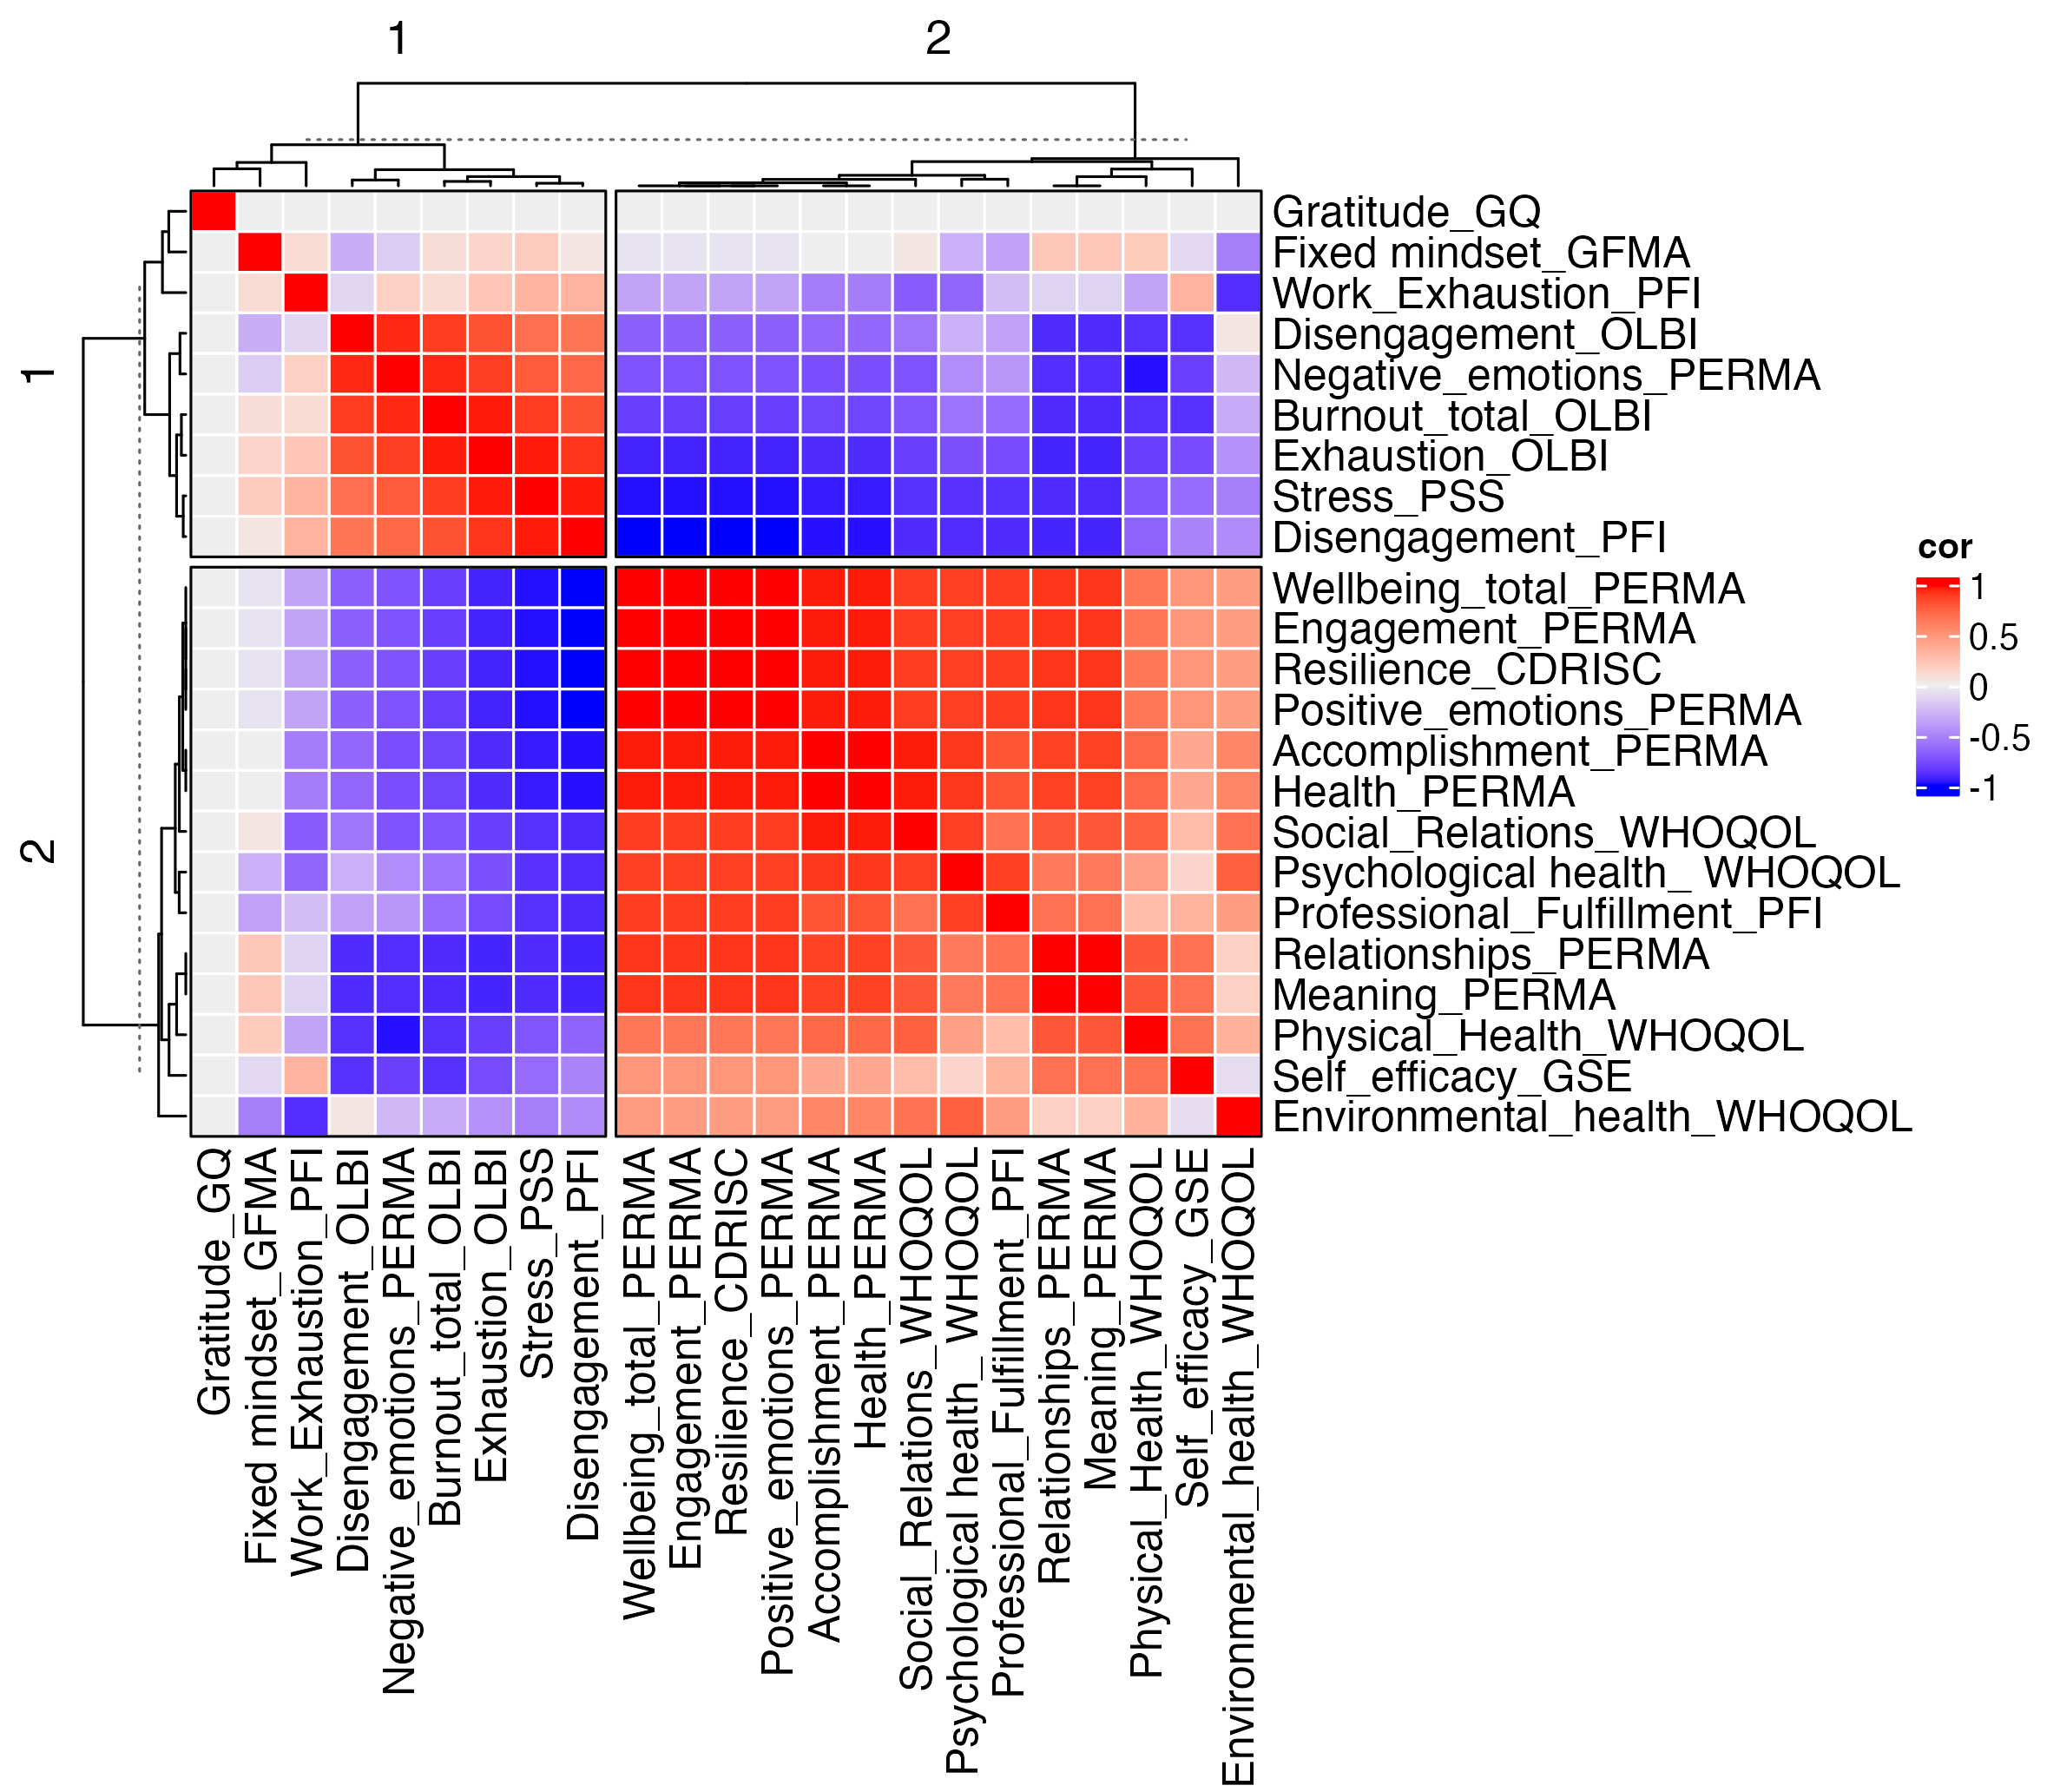 1
2
1
2
Gratitude_GQ
Fixed mindset_GFMA
Work_Exhaustion_PFI
Disengagement_OLBI
Negative_emotions_PERMA
Burnout_total_OLBI
Exhaustion_OLBI
Stress_PSS
Disengagement_PFI
Wellbeing_total_PERMA
Engagement_PERMA
Resilience_CDRISC
Positive_emotions_PERMA
Accomplishment_PERMA
Health_PERMA
Social_Relations_WHOQOL
Psychological health_ WHOQOL
Professional_Fulfillment_PFI
Relationships_PERMA
Meaning_PERMA
Physical_Health_WHOQOL
Self_efficacy_GSE
Environmental_health_WHOQOL
cor
1
0.5
0
-0.5
-1
Gratitude_GQ
Fixed mindset_GFMA
Work_Exhaustion_PFI
Disengagement_OLBI
Negative_emotions_PERMA
Burnout_total_OLBI
Exhaustion_OLBI
Stress_PSS
Disengagement_PFI
Wellbeing_total_PERMA
Engagement_PERMA
Resilience_CDRISC
Positive_emotions_PERMA
Accomplishment_PERMA
Health_PERMA
Social_Relations_WHOQOL
Psychological health_ WHOQOL
Professional_Fulfillment_PFI
Relationships_PERMA
Meaning_PERMA
Physical_Health_WHOQOL
Self_efficacy_GSE
Environmental_health_WHOQOL